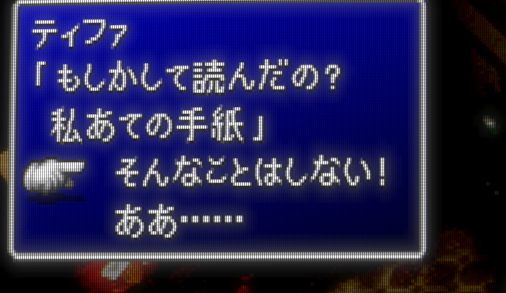 ティファ
「もしかして読んだの？
私あての手紙」
そんなことはしない！
ああ……